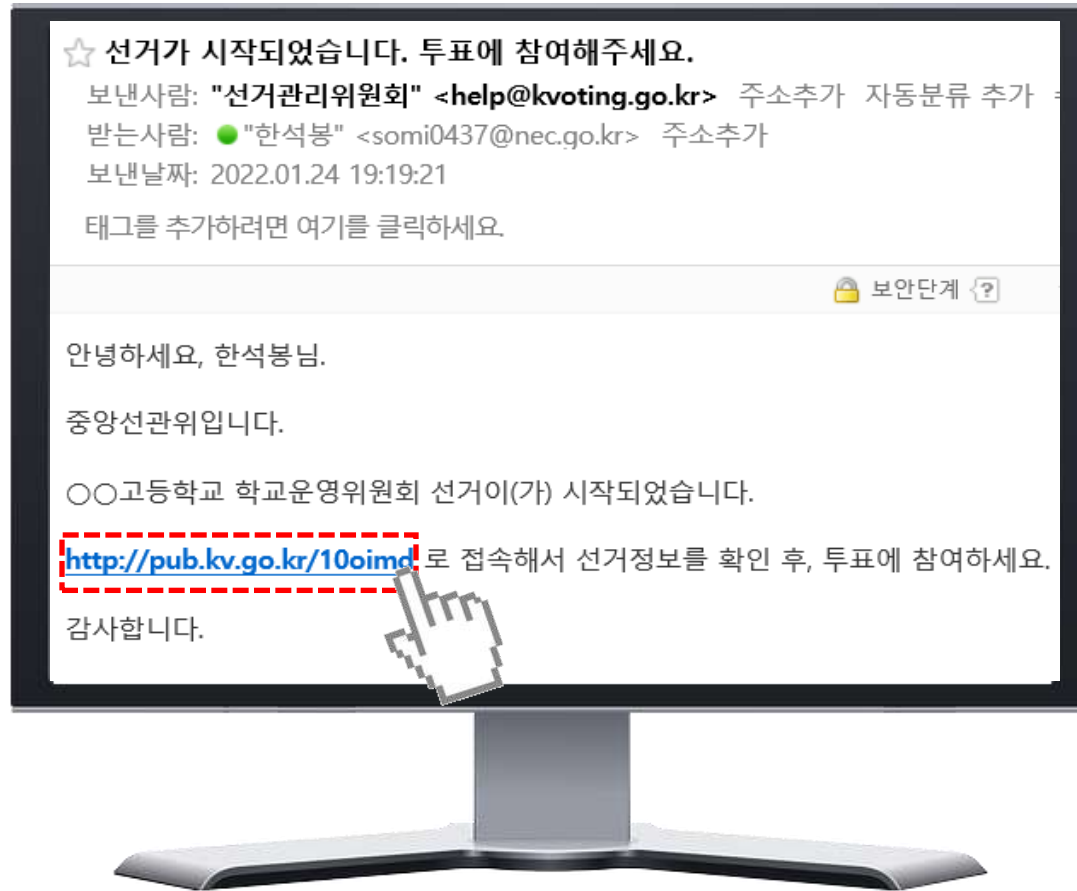 ☆ 선거가 시작되었습니다. 투표에 참여해주세요.
보낸사람: "선거관리위원회" <help@kvoting.go.kr> 주소추가 자동분류 추가
받는사람: "한석봉" <somi0437@nec.go.kr> 주소추가
보낸날짜: 2022.01.24 19:19:21
태그를 추가하려면 여기를 클릭하세요.
보안단계 ?
안녕하세요, 한석봉님.
중앙선관위입니다.
○○고등학교 학교운영위원회 선거이(가) 시작되었습니다.
http://pub.kv.go.kr/10oimd 로 접속해서 선거정보를 확인 후, 투표에 참여하세요.
감사합니다.